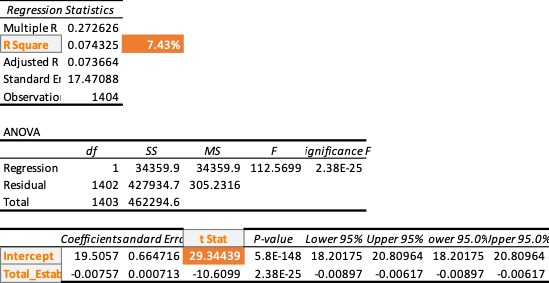 Regression Statistics
Multiple R 0.272626
R Square 0.074325 7.43%
Adjusted R 0.073664
Standard Er 17.47088
Observatio 1404
ANOVA
df SS MS F ignificance F
Regression 1 34359.9 34359.9 112.5699 2.38E-25
Residual 1402 427934.7 305.2316
Total 1403 462294.6
Coefficients andard Erro t Stat P-value Lower 95% Upper 95% ower 95.0% Upper 95.0%
Intercept 19.5057 0.664716 29.34439 5.8E-148 18.20175 20.80964 18.20175 20.80964
Total_Estab -0.00757 0.000713 -10.6099 2.38E-25 -0.00897 -0.00617 -0.00897 -0.00617